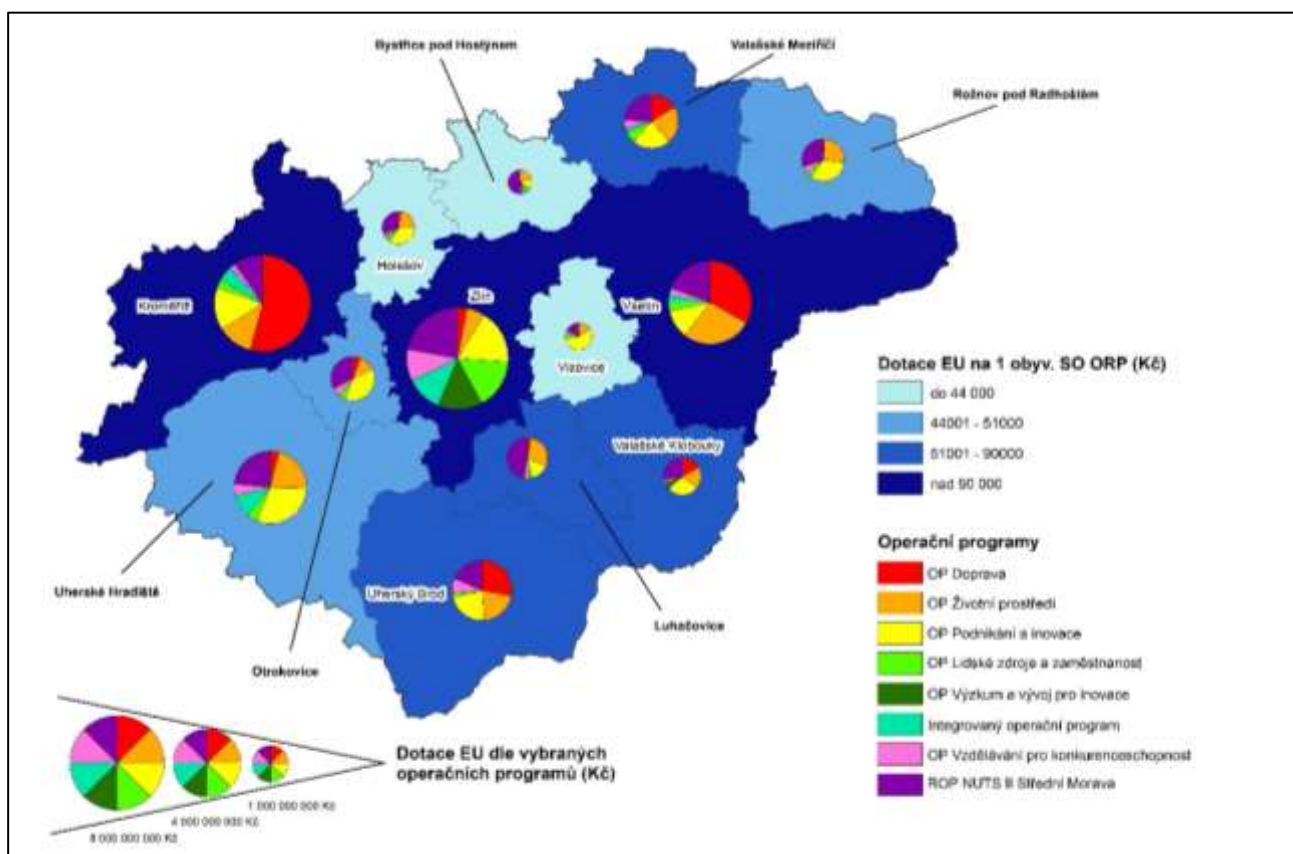 Bystřice pod Hostýnem
Valašské Meziříčí
Rožnov pod Radhoštěm
Holešov
Kroměříž
Zlín
Vsetín
Vizovice
Dotace EU na 1 obyv. SO ORP (Kč)
do 44 000
44001 - 51000
51001 - 90000
nad 90 000
Valašské Klobouky
Operační programy
OP Doprava
Uherské Hradiště
Uherský Brod
OP Životní prostředí
Luhačovice
OP Podnikání a inovace
Otrokovice
OP Lidské zdroje a zaměstnanost
OP Výzkum a vývoj pro inovace
Integrovaný operační program
Dotace EU dle vybraných
operačních programů (Kč)
OP Vzdělávání pro konkurenceschopnost
ROP NUTS II Střední Morava
1 000 000 000 Kč
4 000 000 000 Kč
8 000 000 000 Kč